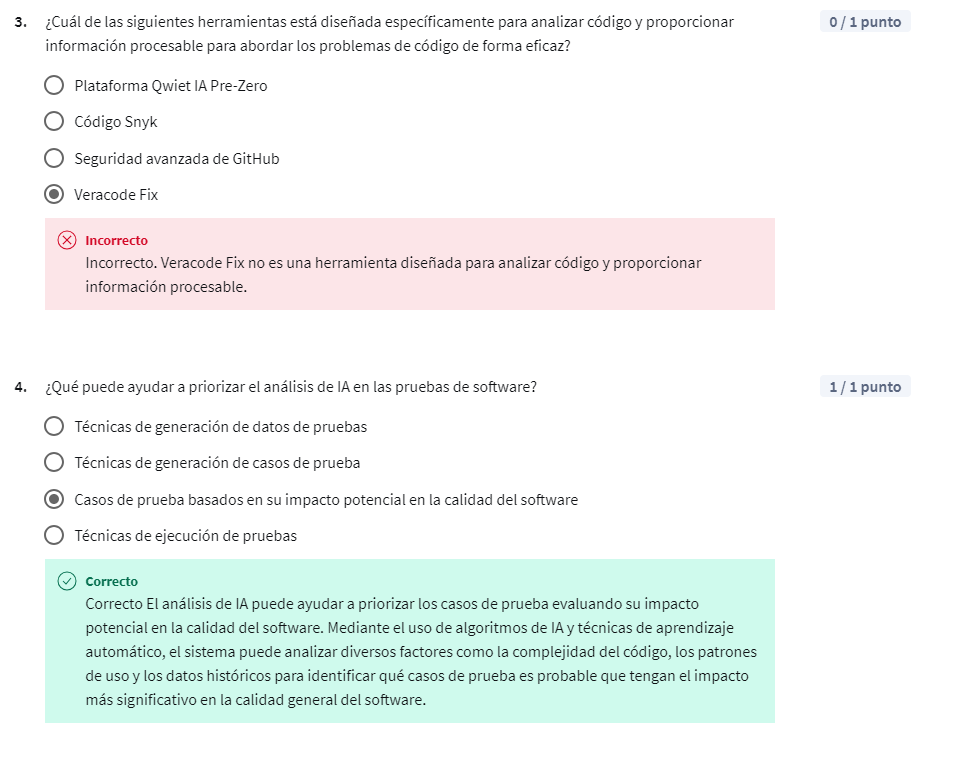 3. ¿Cuál de las siguientes herramientas está diseñada específicamente para analizar código y proporcionar
información procesable para abordar los problemas de código de forma eficaz?
0 / 1 punto
Plataforma Qwiet IA Pre-Zero
Código Snyk
Seguridad avanzada de GitHub
Veracode Fix
Incorrecto
Incorrecto. Veracode Fix no es una herramienta diseñada para analizar código y proporcionar
información procesable.
4. ¿Qué puede ayudar a priorizar el análisis de IA en las pruebas de software?
1 / 1 punto
Técnicas de generación de datos de pruebas
Técnicas de generación de casos de prueba
Casos de prueba basados en su impacto potencial en la calidad del software
Técnicas de ejecución de pruebas
Correcto
Correcto El análisis de IA puede ayudar a priorizar los casos de prueba evaluando su impacto
potencial en la calidad del software. Mediante el uso de algoritmos de IA y técnicas de aprendizaje
automático, el sistema puede analizar diversos factores como la complejidad del código, los patrones
de uso y los datos históricos para identificar qué casos de prueba es probable que tengan el impacto
más significativo en la calidad general del software.